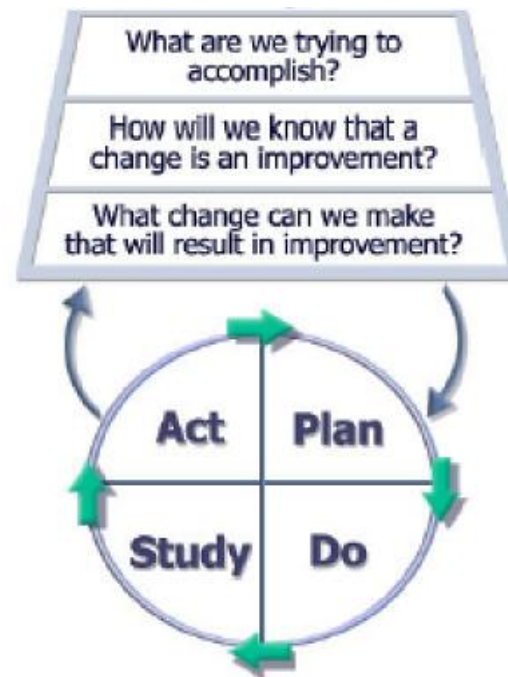 What are we trying to
accomplish?
How will we know that a
change is an improvement?
What change can we make
that will result in improvement?
Act
Plan
Study
Do